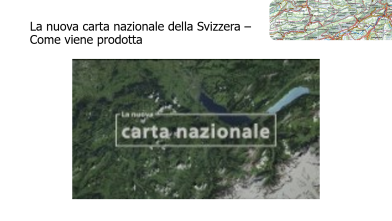 La nuova carta nazionale della Svizzera –
Come viene prodotta
La nuova
carta nazionale